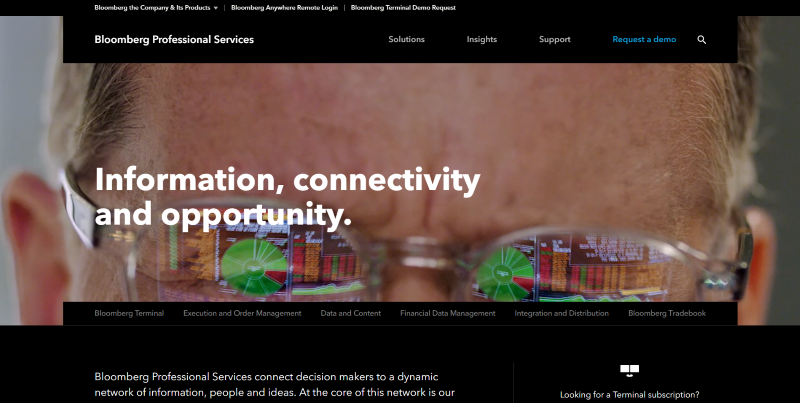 Bloomberg the Company & Its Products
Bloomberg Anywhere Remote Login
Bloomberg Terminal Demo Request
Bloomberg Professional Services
Solutions
Insights
Support
Request a demo
Information, connectivity
and opportunity.
Bloomberg Terminal
Execution and Order Management
Data and Content
Financial Data Management
Integration and Distribution
Bloomberg Tradebook
Bloomberg Professional Services connect decision makers to a dynamic
network of information, people and ideas. At the core of this network is our
Looking for a Terminal subscription?